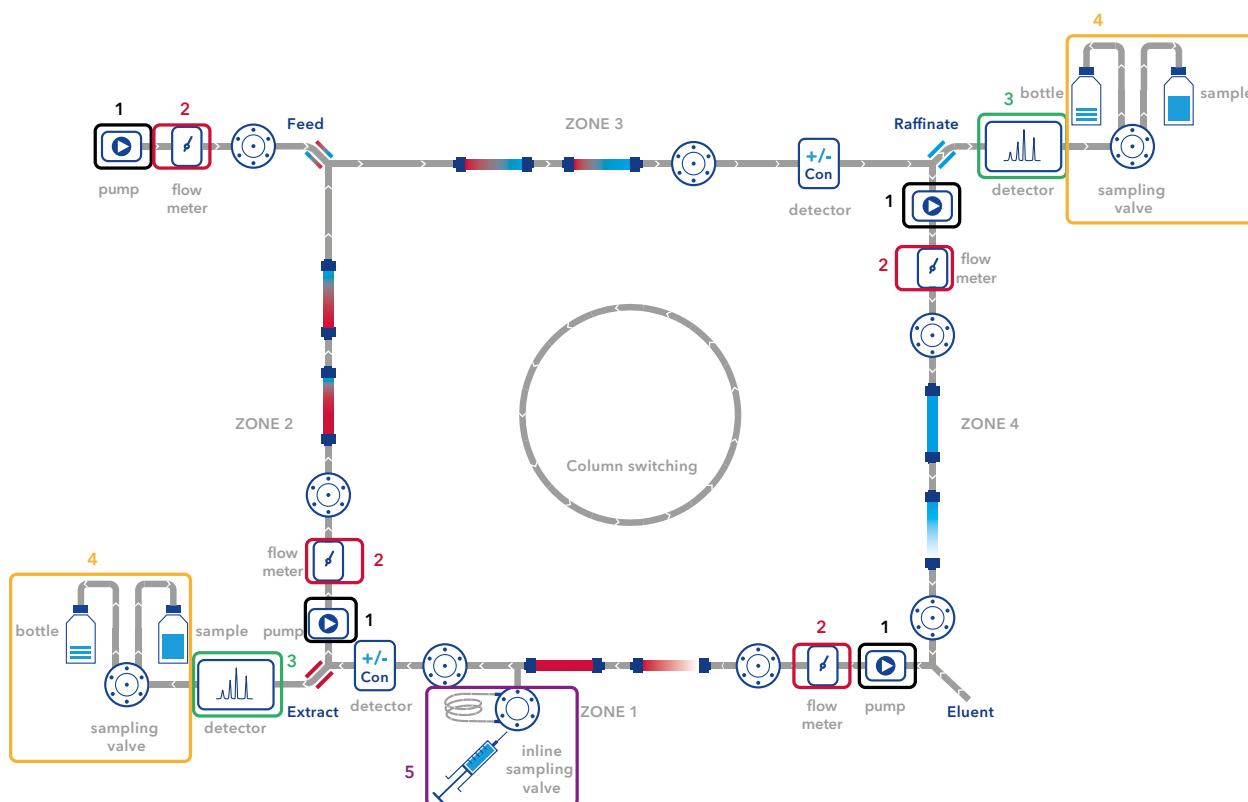 4
1
2
3
bottle
sample
Feed
ZONE 3
Raffinate
+/-
Con
pump
flow
meter
detector
detector
sampling
valve
1
2
flow
meter
ZONE 2
ZONE 4
Column switching
4
flow
meter
2
1
bottle
sample
pump
3
+/-
Con
2
1
sampling
valve
detector
Extract
detector
ZONE 1
flow
meter
pump
Eluent
5
inline
sampling
valve